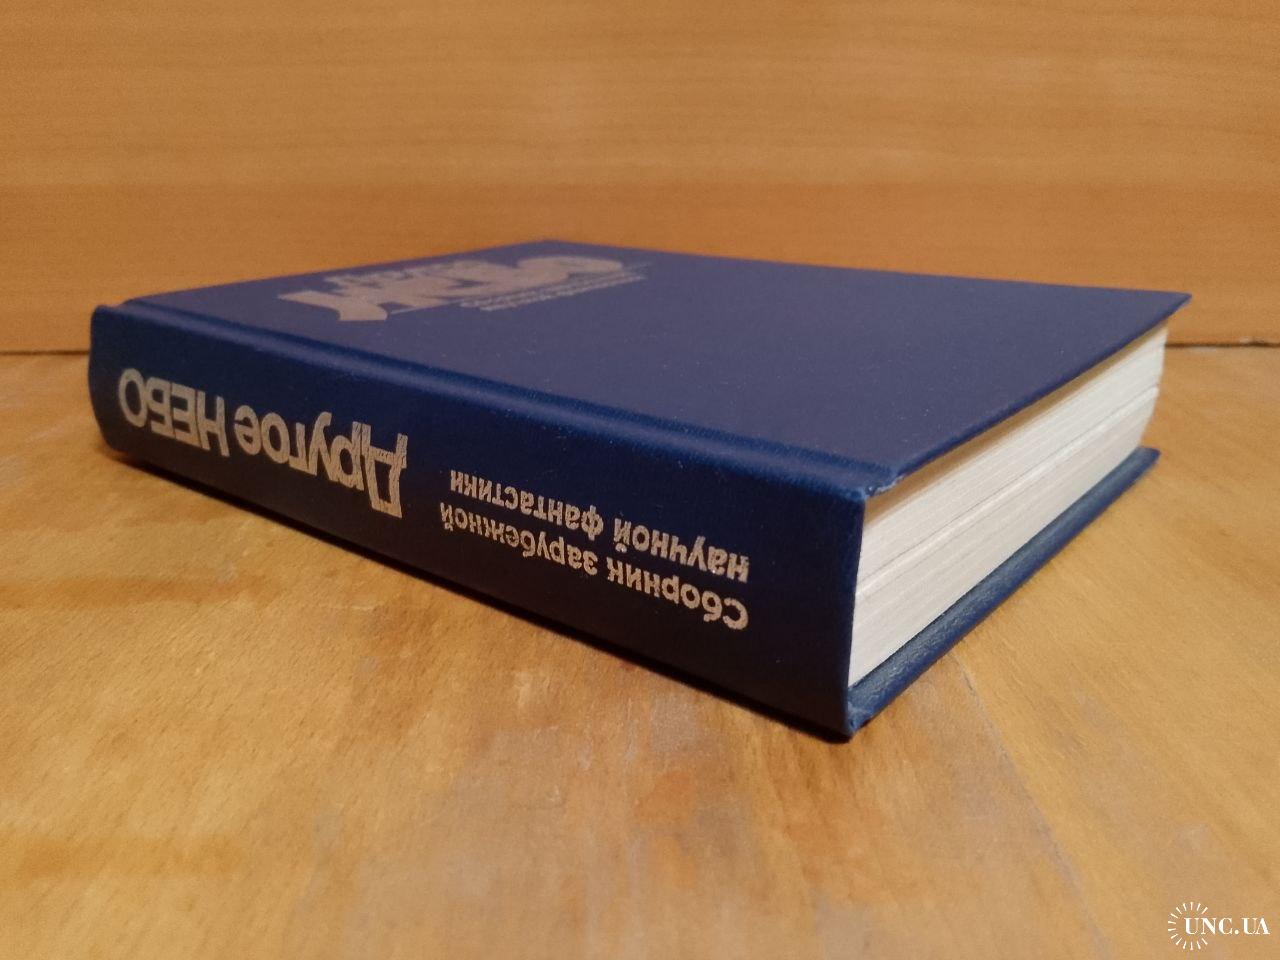 Сборник зарубежной
научной фантастики
Другое НЕБО
UNC.UA